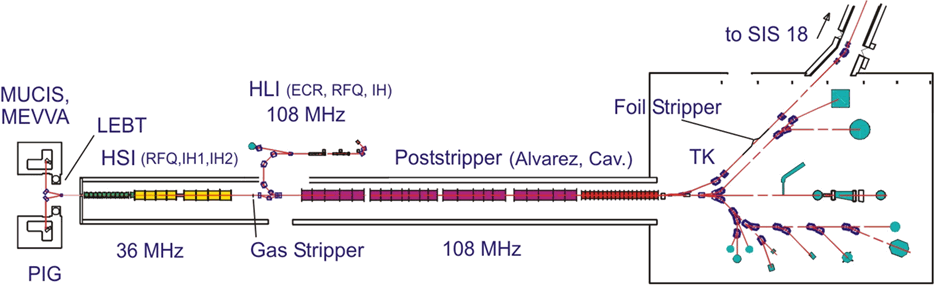 to SIS 18
HLI (ECR, RFQ, IH)
108 MHz
MUCIS,
MEVVA
LEBT
HSI (RFQ,IH1,IH2)
Foil Stripper
Poststripper (Alvarez, Cav.)
TK
36 MHz
Gas Stripper
108 MHz
PIG